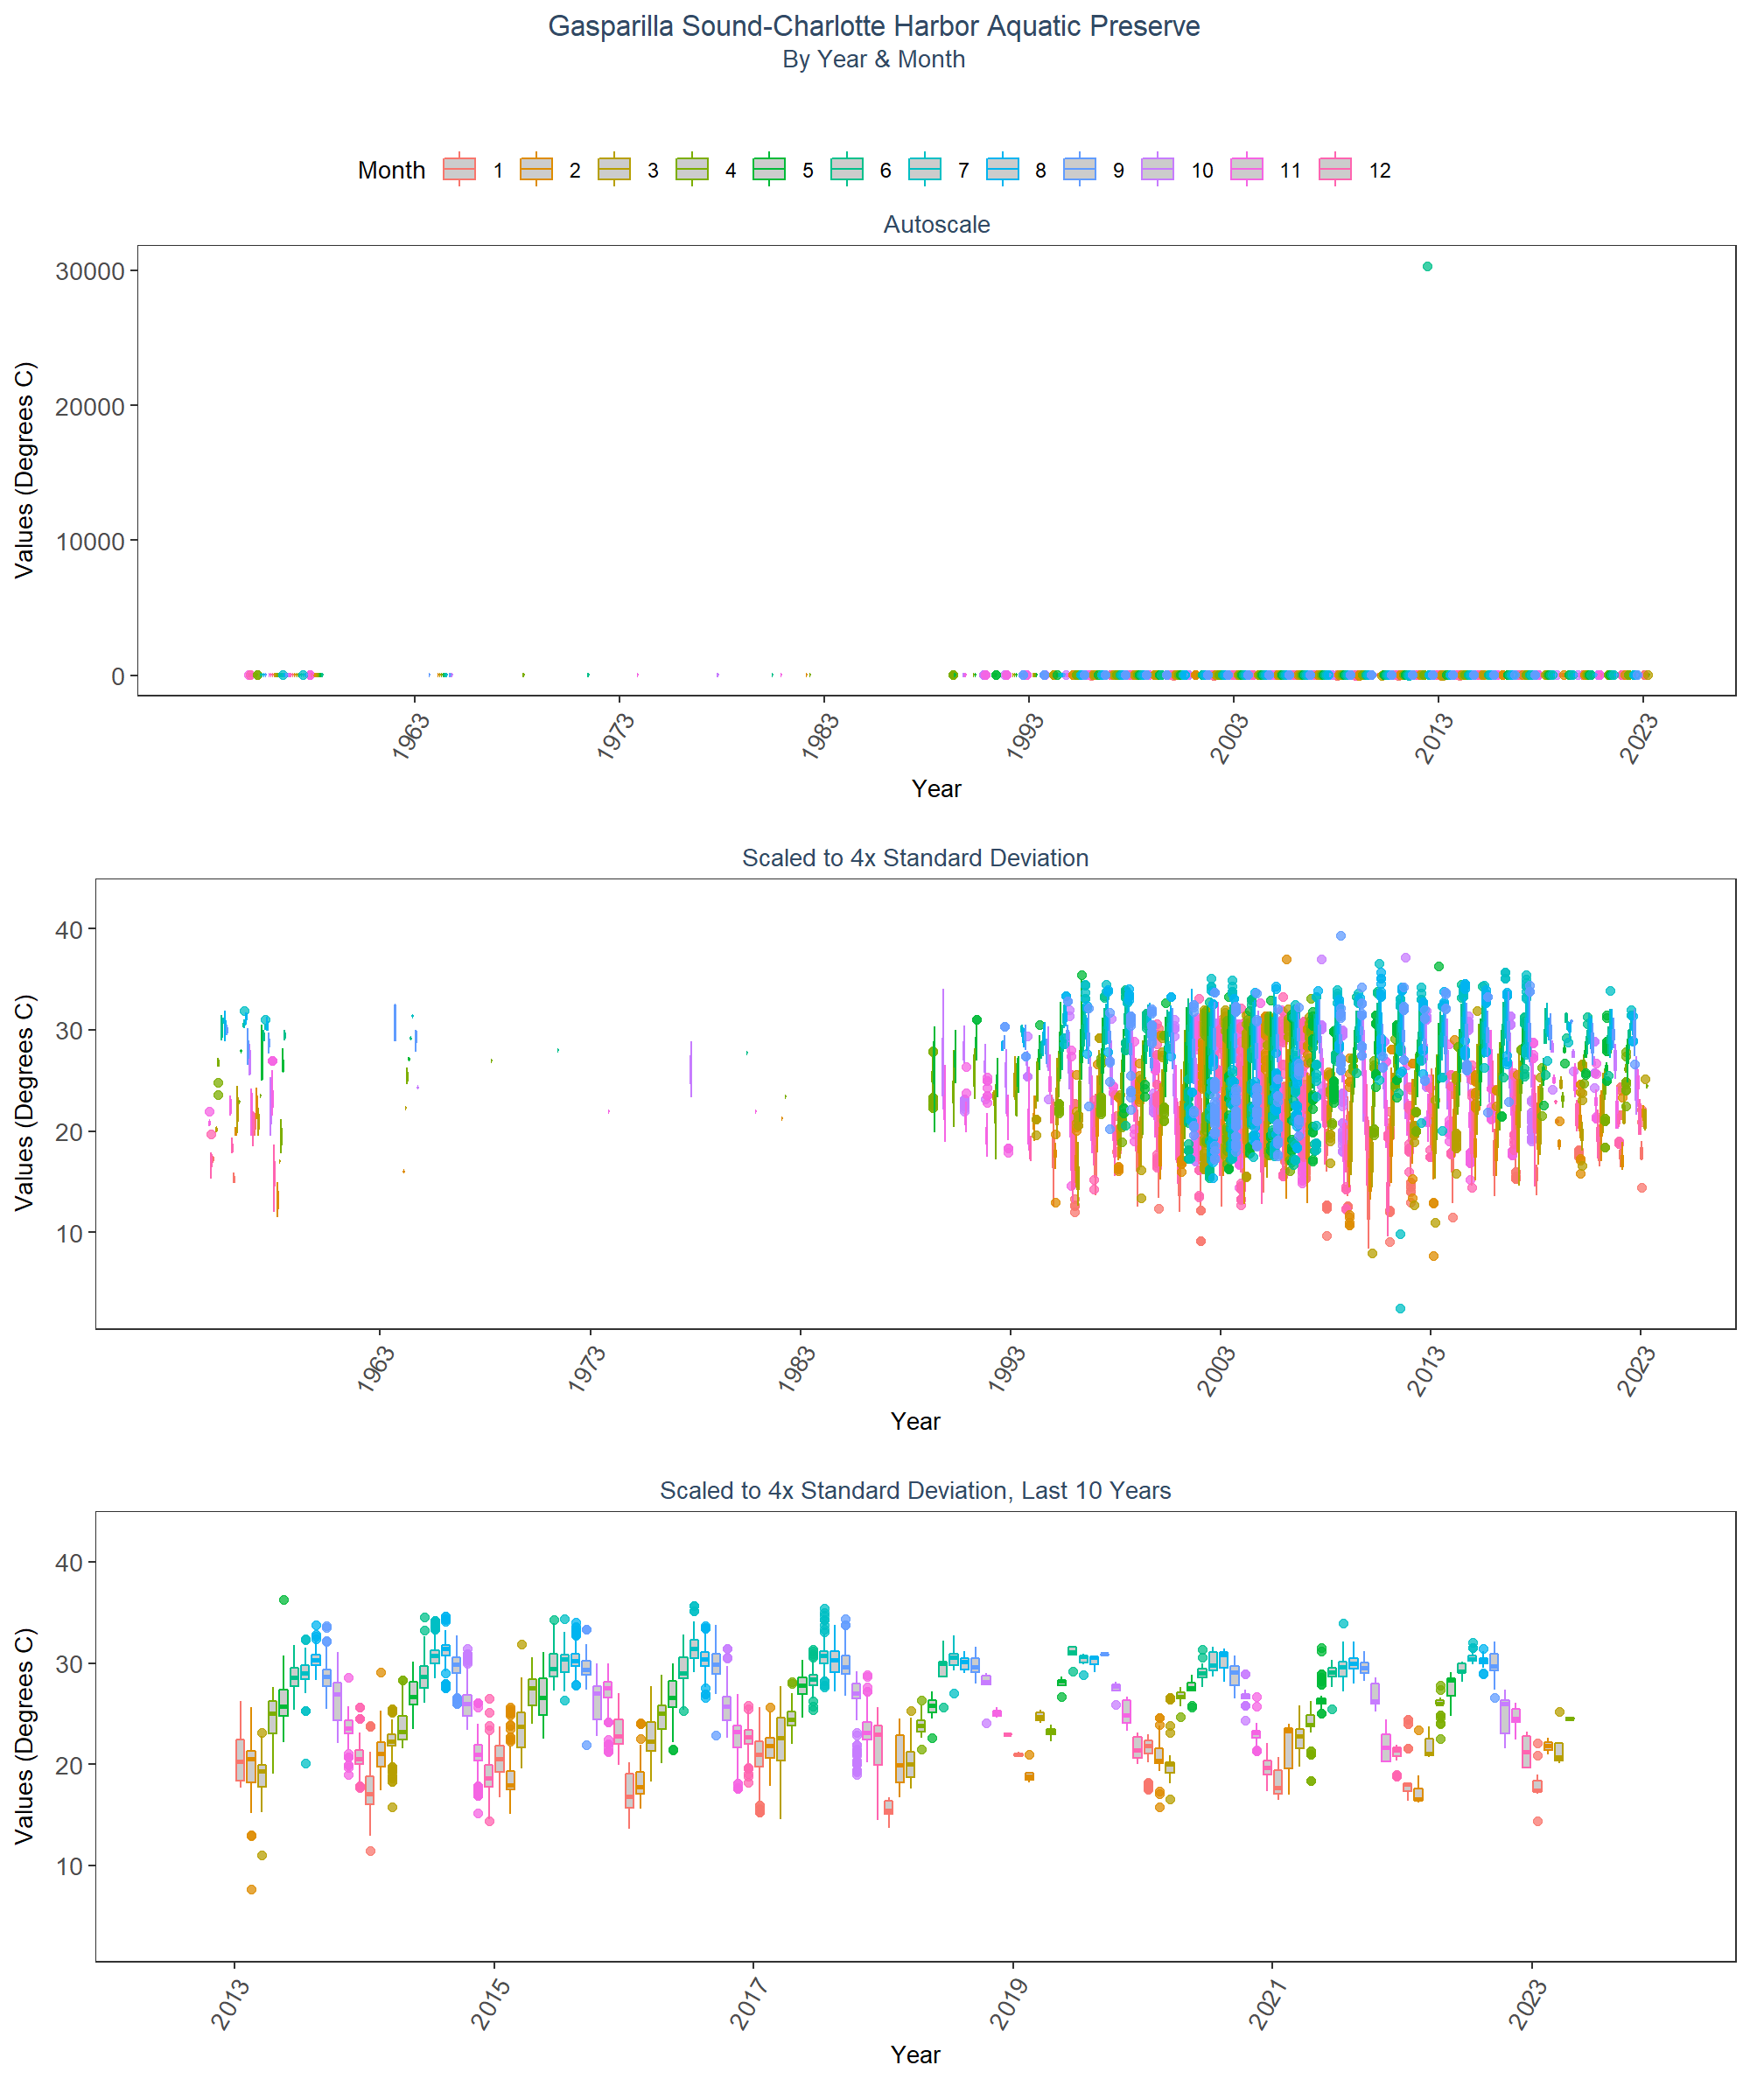 Gasparilla Sound-Charlotte Harbor Aquatic Preserve
By Year & Month
Month 1 2 3 4 5 6 7 8 9 10 11 12
Autoscale
Values (Degrees C)
30000
20000
10000
0
1963 1973 1983 1993 2003 2013 2023
Year
Scaled to 4x Standard Deviation
Values (Degrees C)
40
30
20
10
1963 1973 1983 1993 2003 2013 2023
Year
Scaled to 4x Standard Deviation, Last 10 Years
Values (Degrees C)
40
30
20
10
2013 2015 2017 2019 2021 2023
Year